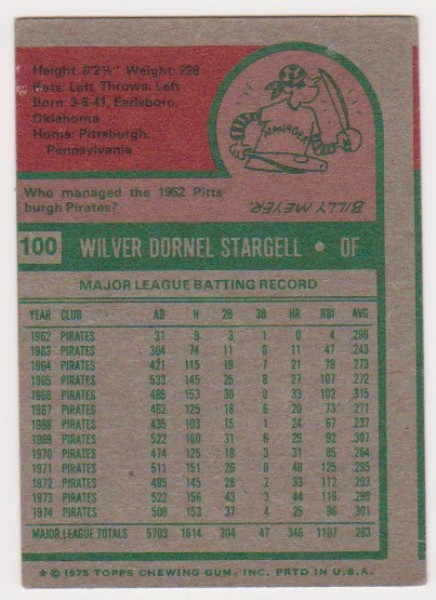 Height: 6'2½" Weight: 228
Bats: Left Throws: Left
Born: 3-6-41, Earlsboro,
Oklahoma
Home: Pittsburgh,
Pennsylvania
MANAGER
Who managed the 1952 Pitts-
burgh Pirates?
BILLY MEYER.
100 WILVER DORNEL STARGELL • OF
MAJOR LEAGUE BATTING RECORD
YEAR CLUB AB H 2B 3B HR RBI AVG
1962 PIRATES 31 9 3 1 0 4 .290
1963 PIRATES 304 74 11 6 11 47 .243
1964 PIRATES 421 115 19 7 21 78 .273
1965 PIRATES 533 145 25 8 27 107 .272
1966 PIRATES 485 153 30 0 33 102 .315
1967 PIRATES 462 125 18 6 20 73 .271
1968 PIRATES 435 103 15 1 24 67 .237
1969 PIRATES 522 160 31 6 29 92 .307
1970 PIRATES 474 125 18 3 31 85 .264
1971 PIRATES 511 151 26 0 48 125 .295
1972 PIRATES 495 145 28 2 33 112 .293
1973 PIRATES 522 156 43 3 44 119 .299
1974 PIRATES 508 153 37 4 25 96 .301
MAJOR LEAGUE TOTALS 5703 1614 304 47 346 1107 .283
* © 1975 TOPPS CHEWING GUM, INC. PRTD IN U.S.A.